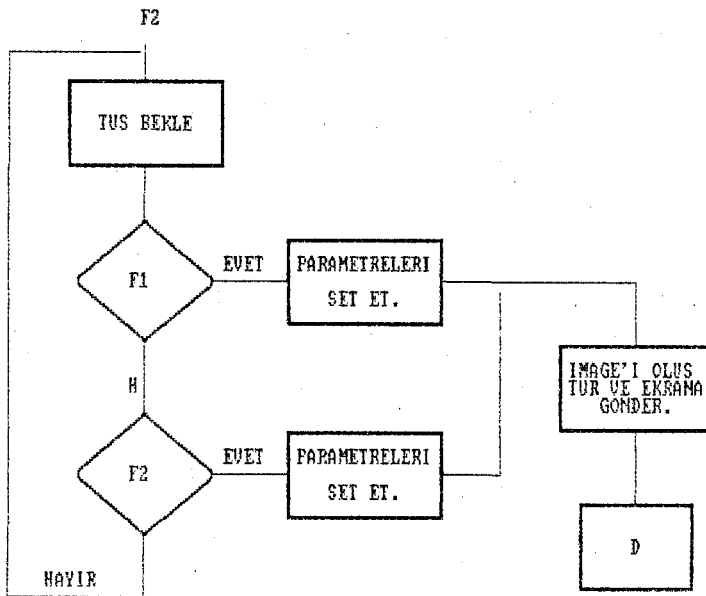 F2
TUS BEKLE
F1
EVET
PARAMETRELERI
SET ET.
H
IMAGE'I OLUS
TUR VE EKRANA
GONDER.
F2
EVET
PARAMETRELERI
SET ET.
D
HAYIR